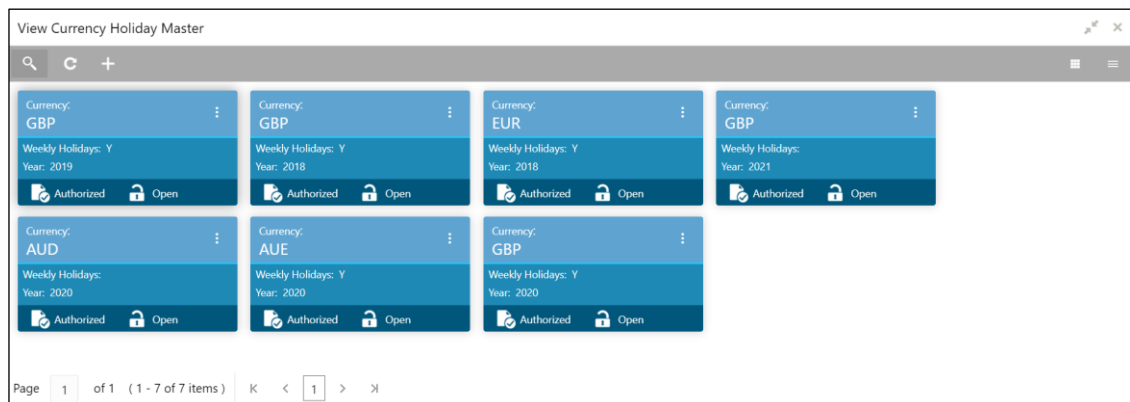 View Currency Holiday Master
Currency:
GBP
Weekly Holidays: Y
Year: 2019
Authorized Open
Currency:
GBP
Weekly Holidays: Y
Year: 2018
Authorized Open
Currency:
EUR
Weekly Holidays: Y
Year: 2018
Authorized Open
Currency:
GBP
Weekly Holidays:
Year: 2021
Authorized Open
Currency:
AUD
Weekly Holidays:
Year: 2020
Authorized Open
Currency:
AUE
Weekly Holidays: Y
Year: 2020
Authorized Open
Currency:
GBP
Weekly Holidays: Y
Year: 2020
Authorized Open
Page 1 of 1 ( 1 - 7 of 7 items ) 1